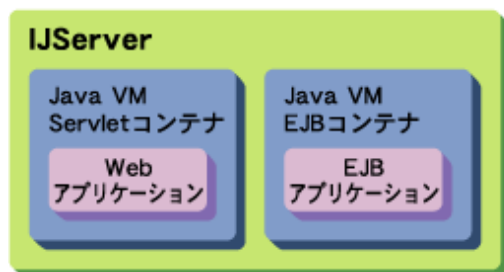 IJServer
Java VM
Servletコンテナ
Web
アプリケーション
Java VM
EJBコンテナ
EJB
アプリケーション